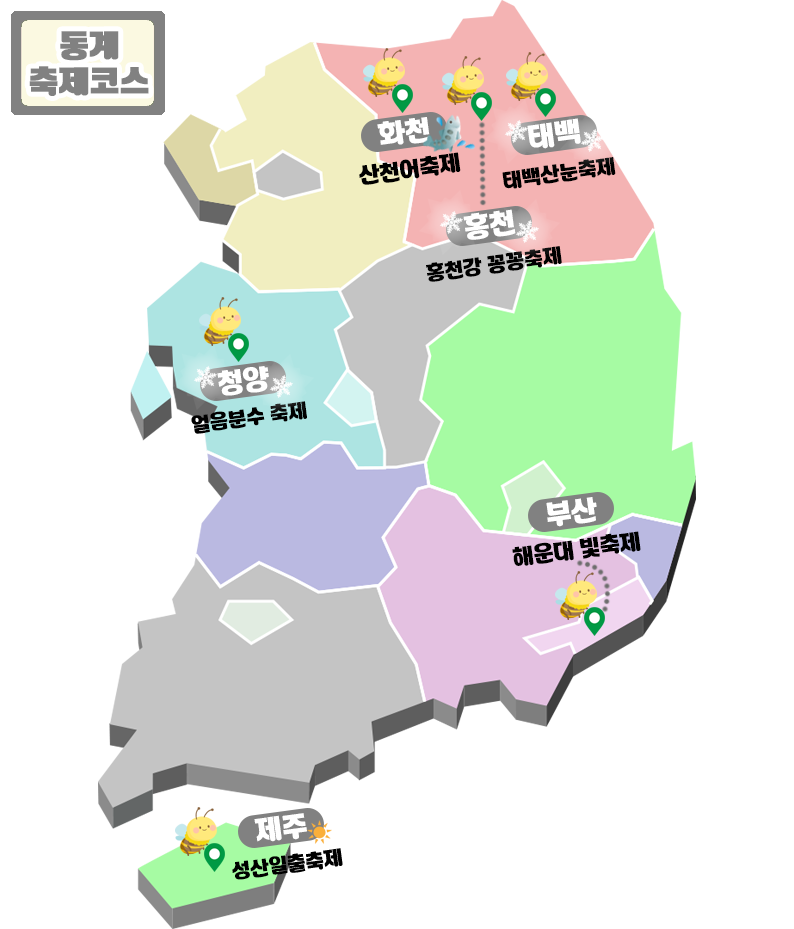 동계
축제코스
화천
산천어축제
태백
태백산눈축제
홍천
홍천강 꽁꽁축제
청양
얼음분수 축제
부산
해운대 빛축제
제주
성산일출축제